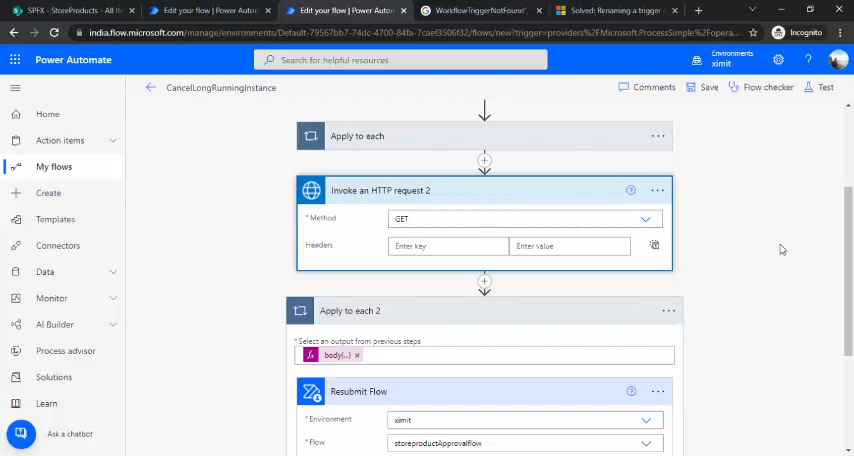 SPFX - StoreProducts - All It
Edit your flow | Power Automate
Edit your flow | Power Automate
WorkflowTriggerNotFound",
Solved: Renaming a trigger
india.flow.microsoft.com/manage/environments/Default-79567bb7-74dc-4700-84fa-7caef3506f32/flows/new?trigger=providers%2FMicrosoft.ProcessSimple%2Fopera...
Incognito
Power Automate
Search for helpful resources
Environments
ximit
CancelLongRunningInstance
Comments
Save
Flow checker
Test
Home
Action items
My flows
Create
Templates
Connectors
Data
Monitor
AI Builder
Process advisor
Solutions
Learn
Ask a chatbot
Apply to each
Invoke an HTTP request 2
* Method
GET
Headers
Enter key
Enter value
Apply to each 2
* Select an output from previous steps
fx body(...) ×
Resubmit Flow
* Environment
ximit
* Flow
storeproductApprovalflow